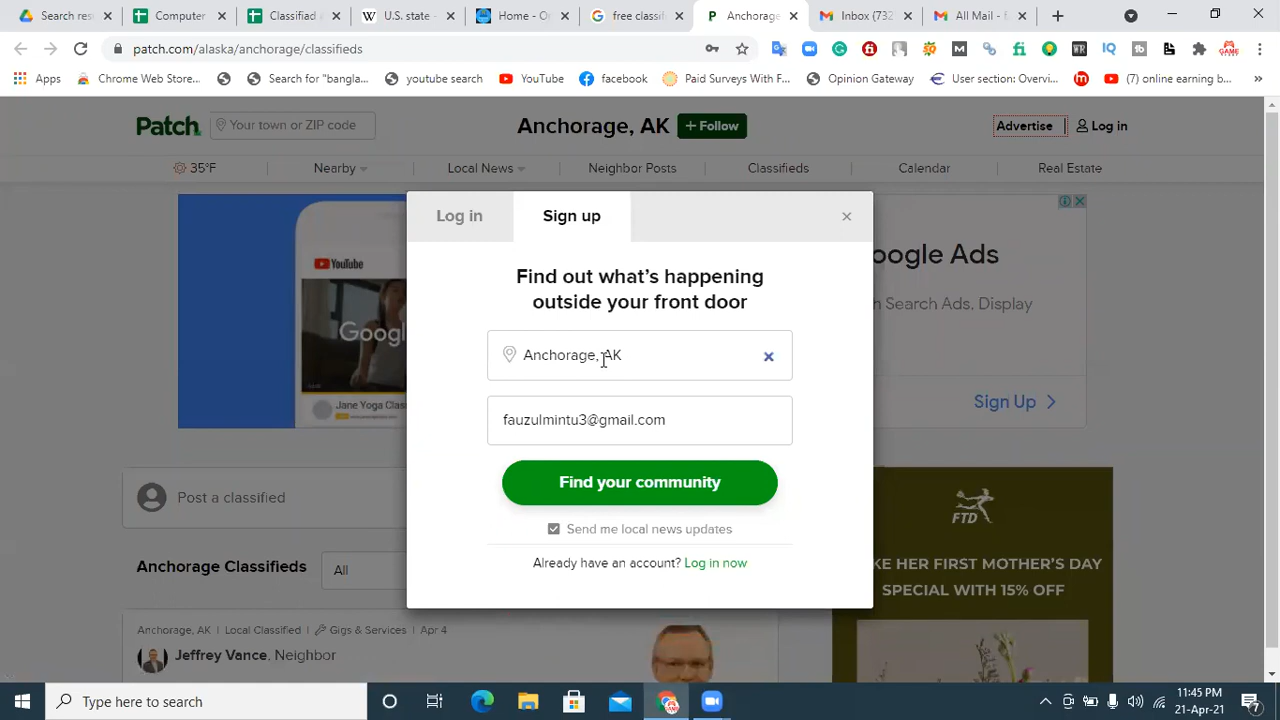 Search res
Computer
Classifiad
U.S. state -
Home - O
free classif
Anchorag
Inbox (732
All Mail - f
patch.com/alaska/anchorage/classifieds
Apps
Chrome Web Store...
Search for "bangla...
youtube search
YouTube
facebook
Paid Surveys With F...
Opinion Gateway
User section: Overvi...
(7) online earning b...
Patch
Your town or ZIP code
Anchorage, AK
+ Follow
Advertise
Log in
35°F
Nearby
Local News
Neighbor Posts
Classifieds
Calendar
Real Estate
Log in
Sign up
×
Find out what's happening
outside your front door
Anchorage, AK
fauzulmintu3@gmail.com
Find your community
Send me local news updates
Already have an account? Log in now
YouTube
Google
Jane Yoga Class
oogle Ads
h Search Ads, Display
Sign Up
Post a classified
Anchorage Classifieds
All
Anchorage, AK | Local Classified | Gigs & Services | Apr 4
Jeffrey Vance, Neighbor
FTD
KE HER FIRST MOTHER'S DAY
SPECIAL WITH 15% OFF
Type here to search
11:45 PM
21-Apr-21
7